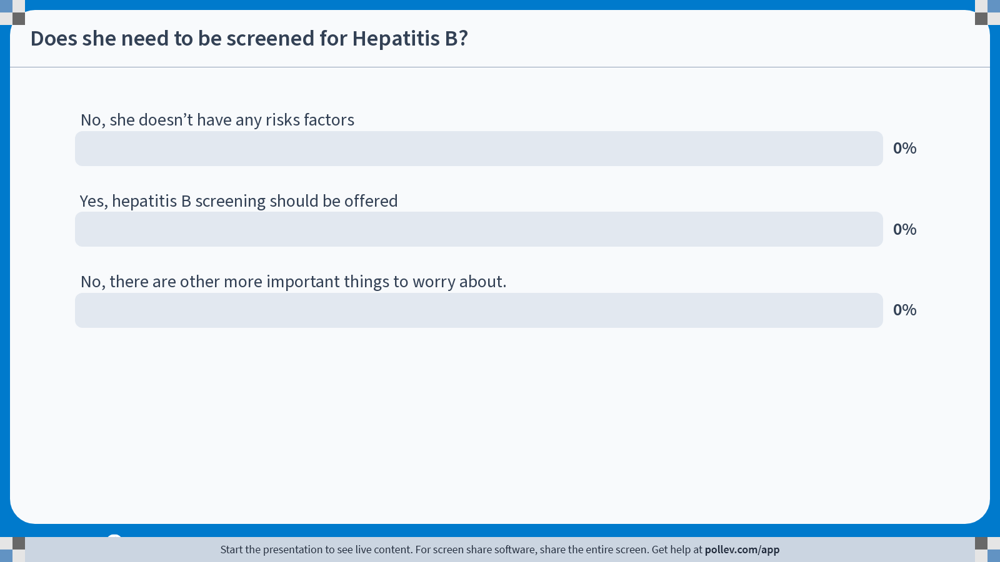 Does she need to be screened for Hepatitis B?
No, she doesn’t have any risks factors
0%
Yes, hepatitis B screening should be offered
0%
No, there are other more important things to worry about.
0%
Start the presentation to see live content. For screen share software, share the entire screen. Get help at pollev.com/app